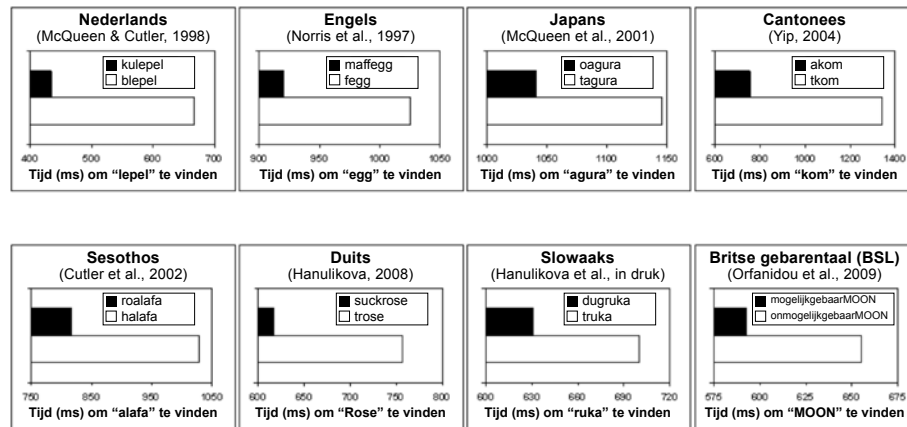 Nederlands
(McQueen & Cutler, 1998)
kulepel
blepel
400 500 600 700
Tijd (ms) om “lepel” te vinden
Engels
(Norris et al., 1997)
maffegg
fegg
900 950 1000 1050
Tijd (ms) om “egg” te vinden
Japans
(McQueen et al., 2001)
oagura
tagura
1000 1050 1100 1150
Tijd (ms) om “agura” te vinden
Cantonees
(Yip, 2004)
akom
tkom
600 800 1000 1200 1400
Tijd (ms) om “kom” te vinden
Sesothos
(Cutler et al., 2002)
roalafa
halafa
750 850 950 1050
Tijd (ms) om “alafa” te vinden
Duits
(Hanulikova, 2008)
suckrose
trose
600 650 700 750 800
Tijd (ms) om “Rose” te vinden
Slowaaks
(Hanulikova et al., in druk)
dugruka
truka
600 630 660 690 720
Tijd (ms) om “ruka” te vinden
Britse gebarentaal (BSL)
(Orfanidou et al., 2009)
mogelijkgebaarMOON
onmogelijkgebaarMOON
575 600 625 650 675
Tijd (ms) om “MOON” te vinden